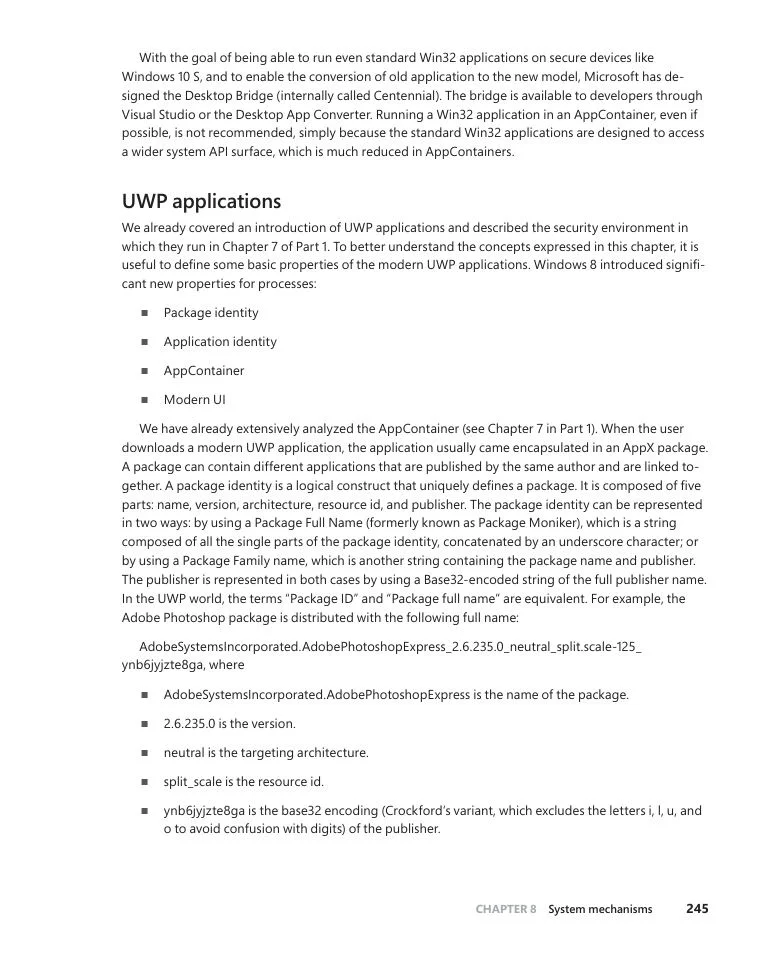 With the goal of being able to run even standard Win32 applications on secure devices like
Windows 10 S, and to enable the conversion of old application to the new model, Microsoft has de-
signed the Desktop Bridge (internally called Centennial). The bridge is available to developers through
Visual Studio or the Desktop App Converter. Running a Win32 application in an AppContainer, even if
possible, is not recommended, simply because the standard Win32 applications are designed to access
a wider system API surface, which is much reduced in AppContainers.
UWP applications
We already covered an introduction of UWP applications and described the security environment in
which they run in Chapter 7 of Part 1. To better understand the concepts expressed in this chapter, it is
useful to define some basic properties of the modern UWP applications. Windows 8 introduced signifi-
cant new properties for processes:
■ Package identity
■ Application identity
■ AppContainer
■ Modern UI
We have already extensively analyzed the AppContainer (see Chapter 7 in Part 1). When the user
downloads a modern UWP application, the application usually came encapsulated in an AppX package.
A package can contain different applications that are published by the same author and are linked to-
gether. A package identity is a logical construct that uniquely defines a package. It is composed of five
parts: name, version, architecture, resource id, and publisher. The package identity can be represented
in two ways: by using a Package Full Name (formerly known as Package Moniker), which is a string
composed of all the single parts of the package identity, concatenated by an underscore character; or
by using a Package Family name, which is another string containing the package name and publisher.
The publisher is represented in both cases by using a Base32-encoded string of the full publisher name.
In the UWP world, the terms “Package ID” and “Package full name” are equivalent. For example, the
Adobe Photoshop package is distributed with the following full name:
AdobeSystemsIncorporated.AdobePhotoshopExpress_2.6.235.0_neutral_split.scale-125_
ynb6jyjzte8ga, where
■ AdobeSystemsIncorporated.AdobePhotoshopExpress is the name of the package.
■ 2.6.235.0 is the version.
■ neutral is the targeting architecture.
■ split_scale is the resource id.
■ ynb6jyjzte8ga is the base32 encoding (Crockford’s variant, which excludes the letters i, l, u, and
o to avoid confusion with digits) of the publisher.
CHAPTER 8 System mechanisms 245